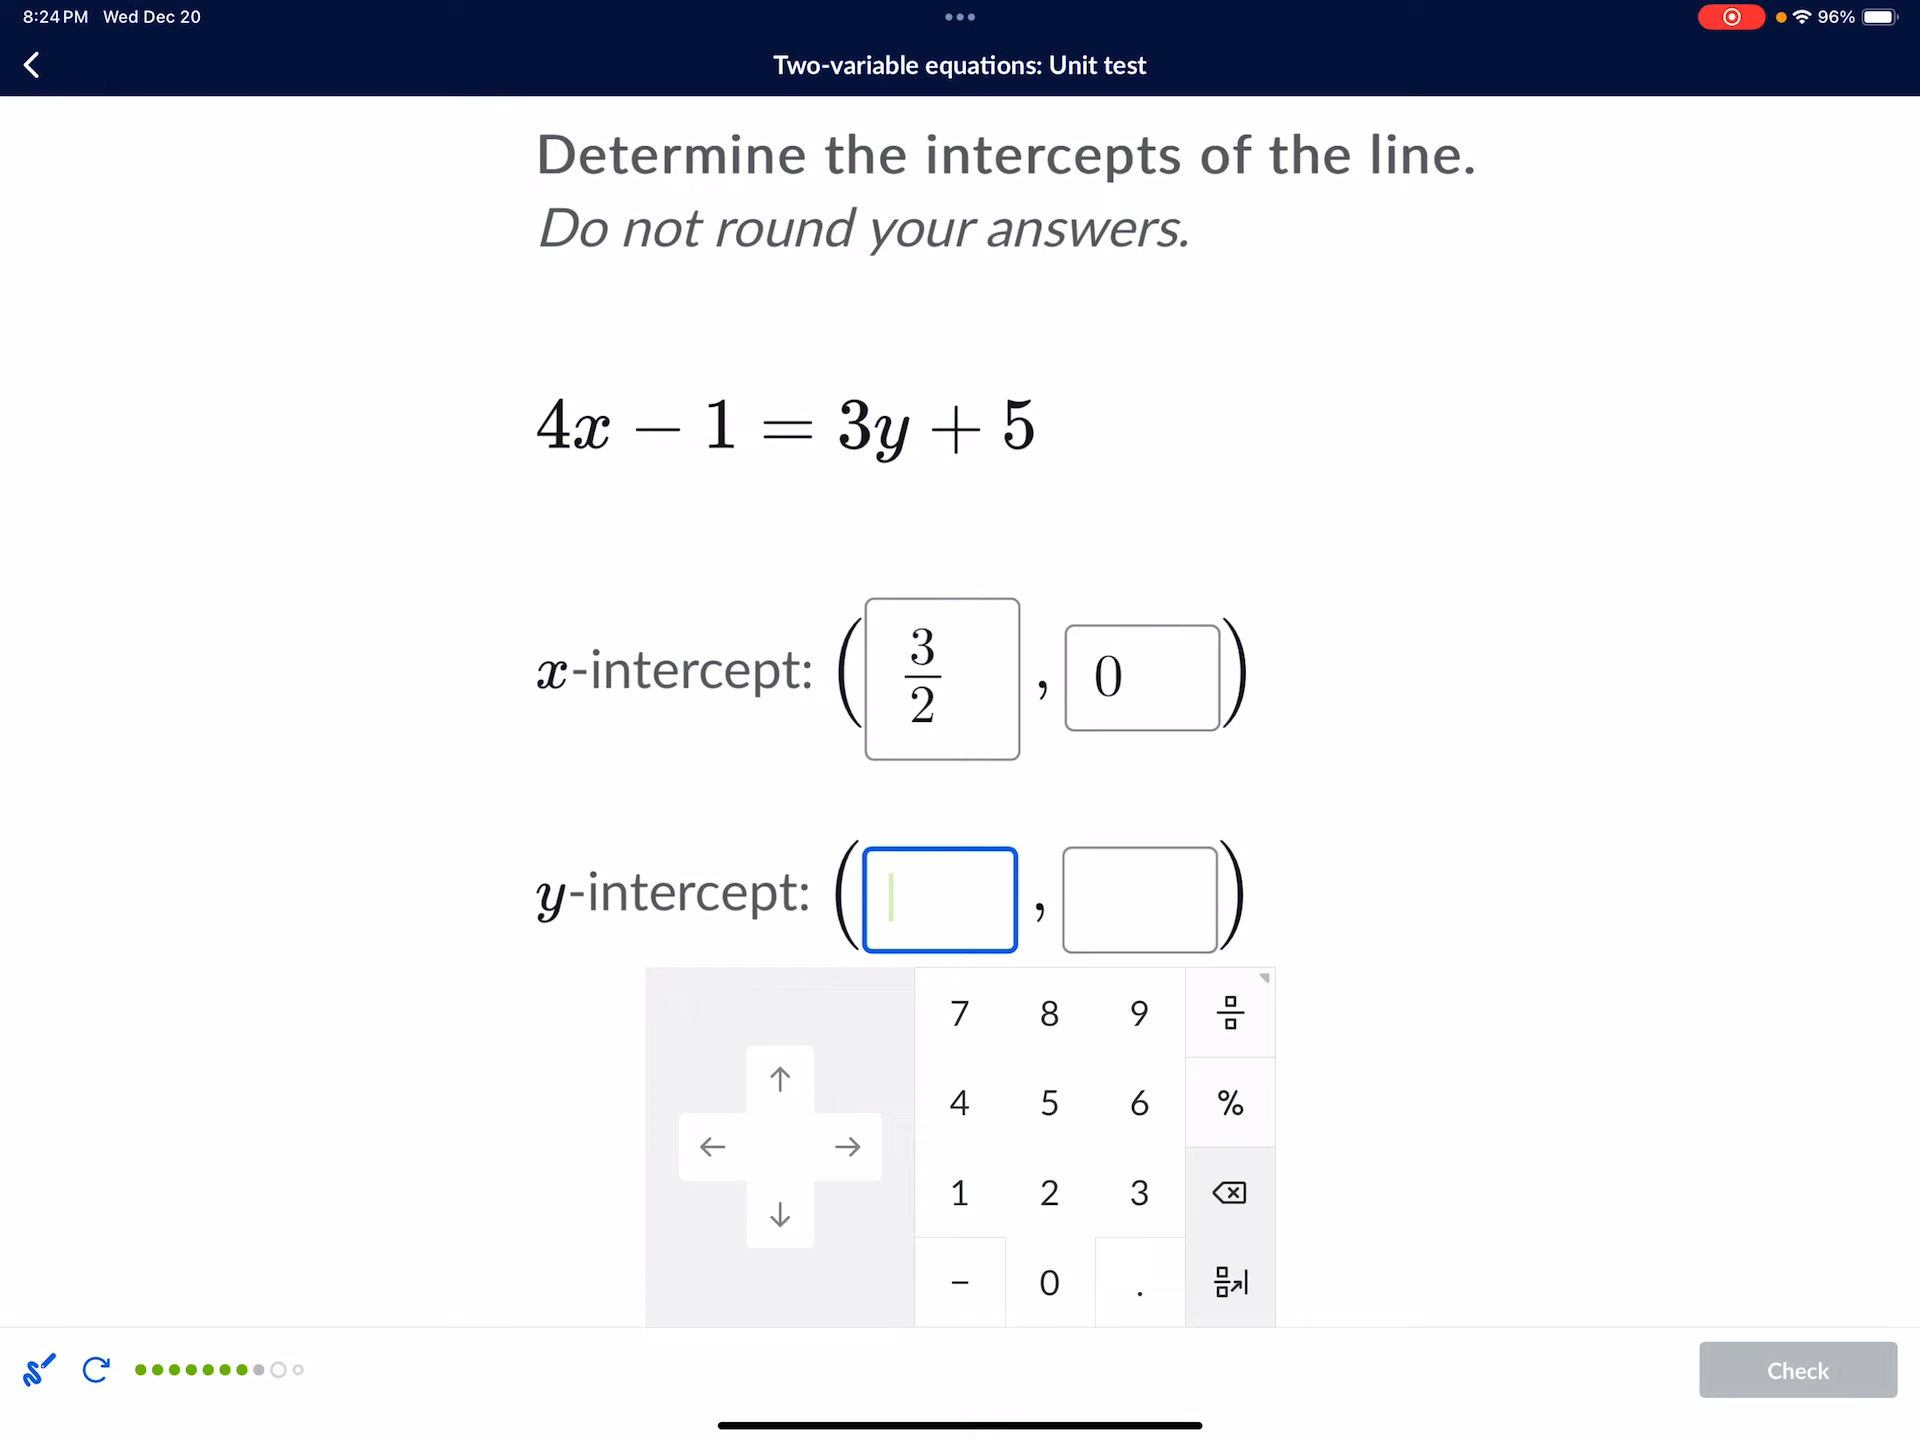 8:24 PM Wed Dec 20
96%
Two-variable equations: Unit test
Determine the intercepts of the line.
Do not round your answers.
4x − 1 = 3y + 5
x-intercept: (3/2, 0)
y-intercept: ( , )
7 8 9
4 5 6 %
1 2 3
− 0 .
Check